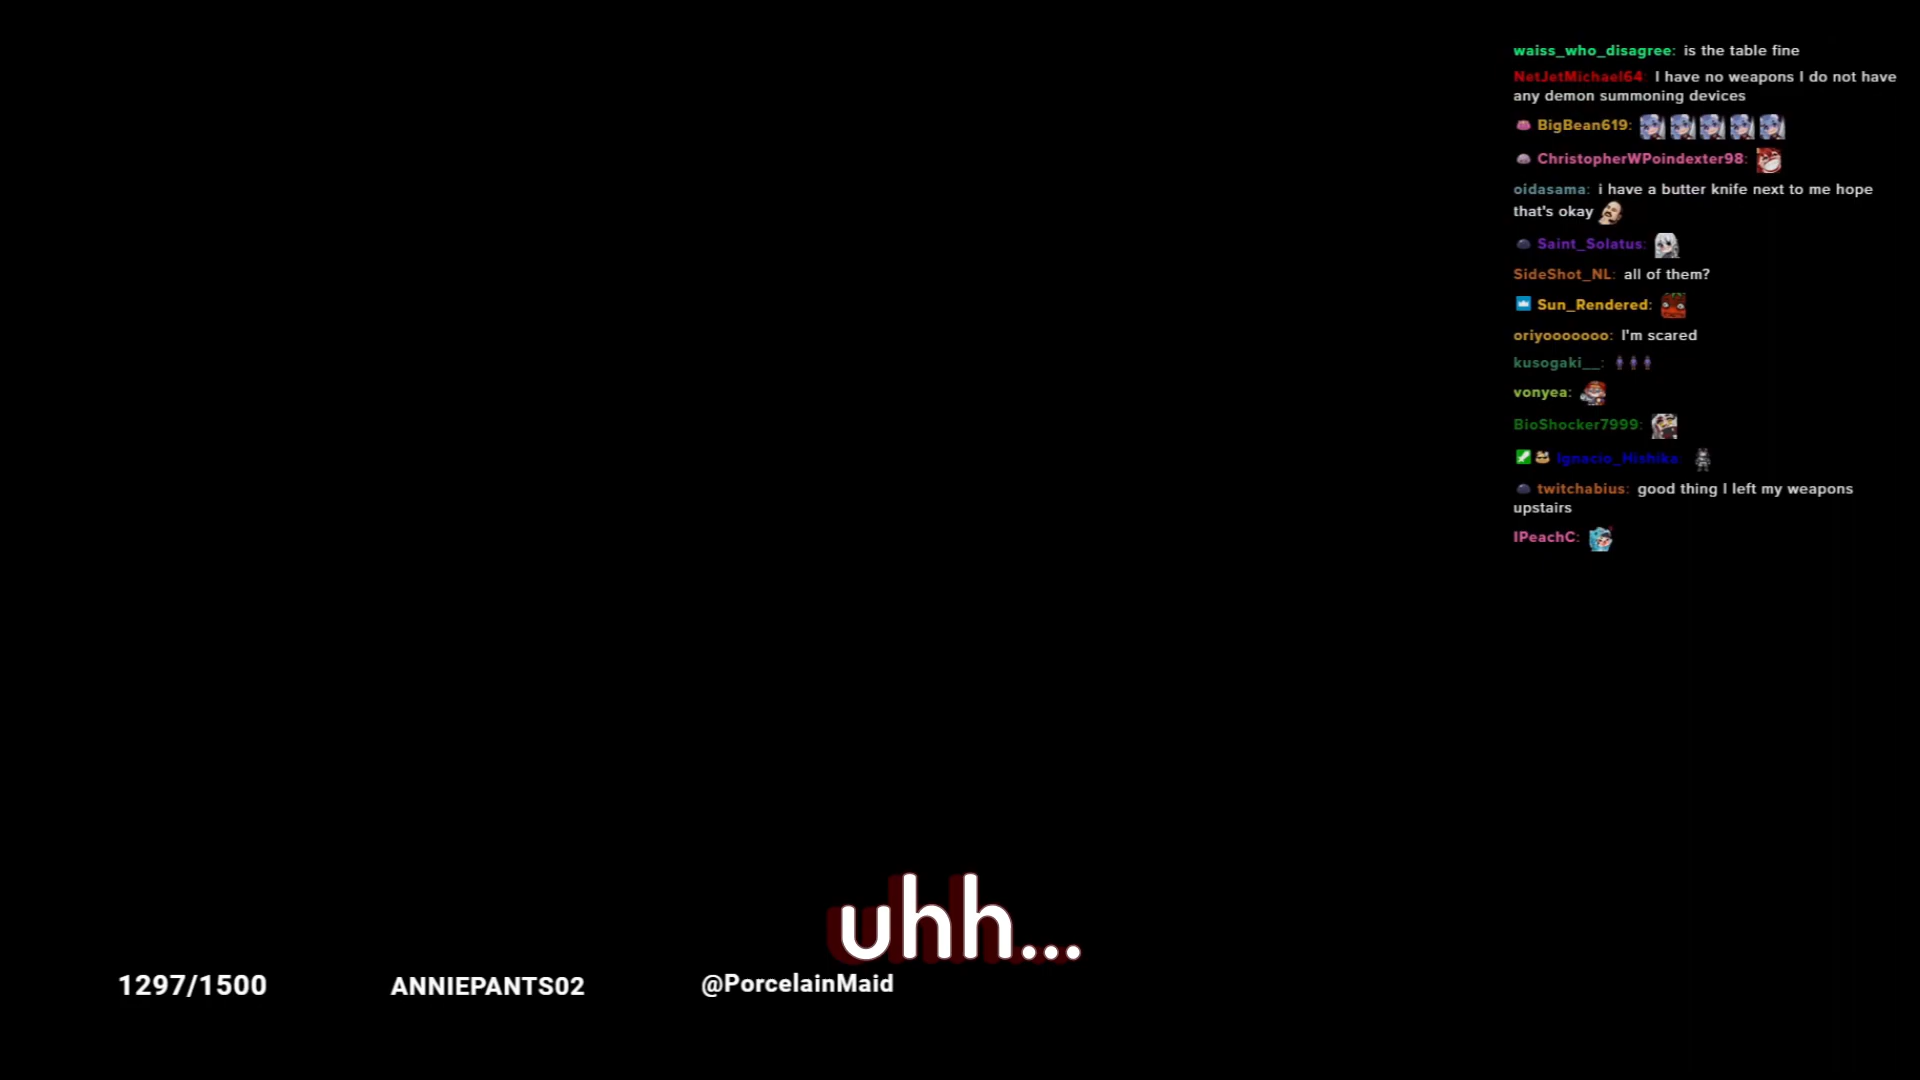 waiss_who_disagree: is the table fine
NetJetMichael64: I have no weapons I do not have
any demon summoning devices
BigBean619:
ChristopherWPoindexter98:
oidasama: i have a butter knife next to me hope
that's okay
Saint_Solatus:
SideShot_NL: all of them?
Sun_Rendered:
oriyooooooo: I'm scared
kusogaki__:
vonyea:
BioShocker7999:
Ignacio_Hishika:
twitchabius: good thing I left my weapons
upstairs
IPeachC:
uhh...
1297/1500 ANNIEPANTS02 @PorcelainMaid